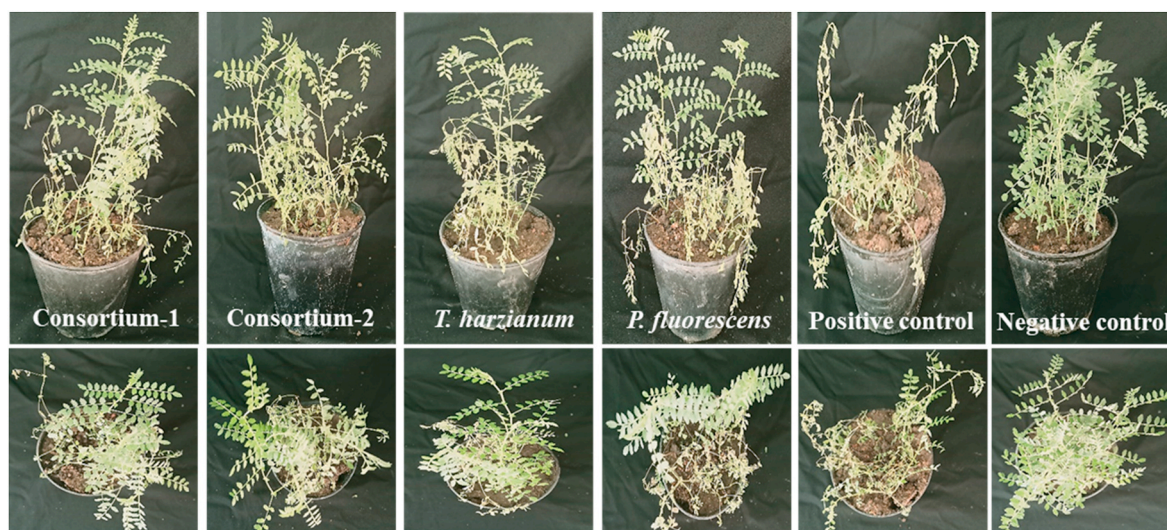 Consortium-1
Consortium-2
T. harzianum
P. fluorescens
Positive control
Negative control